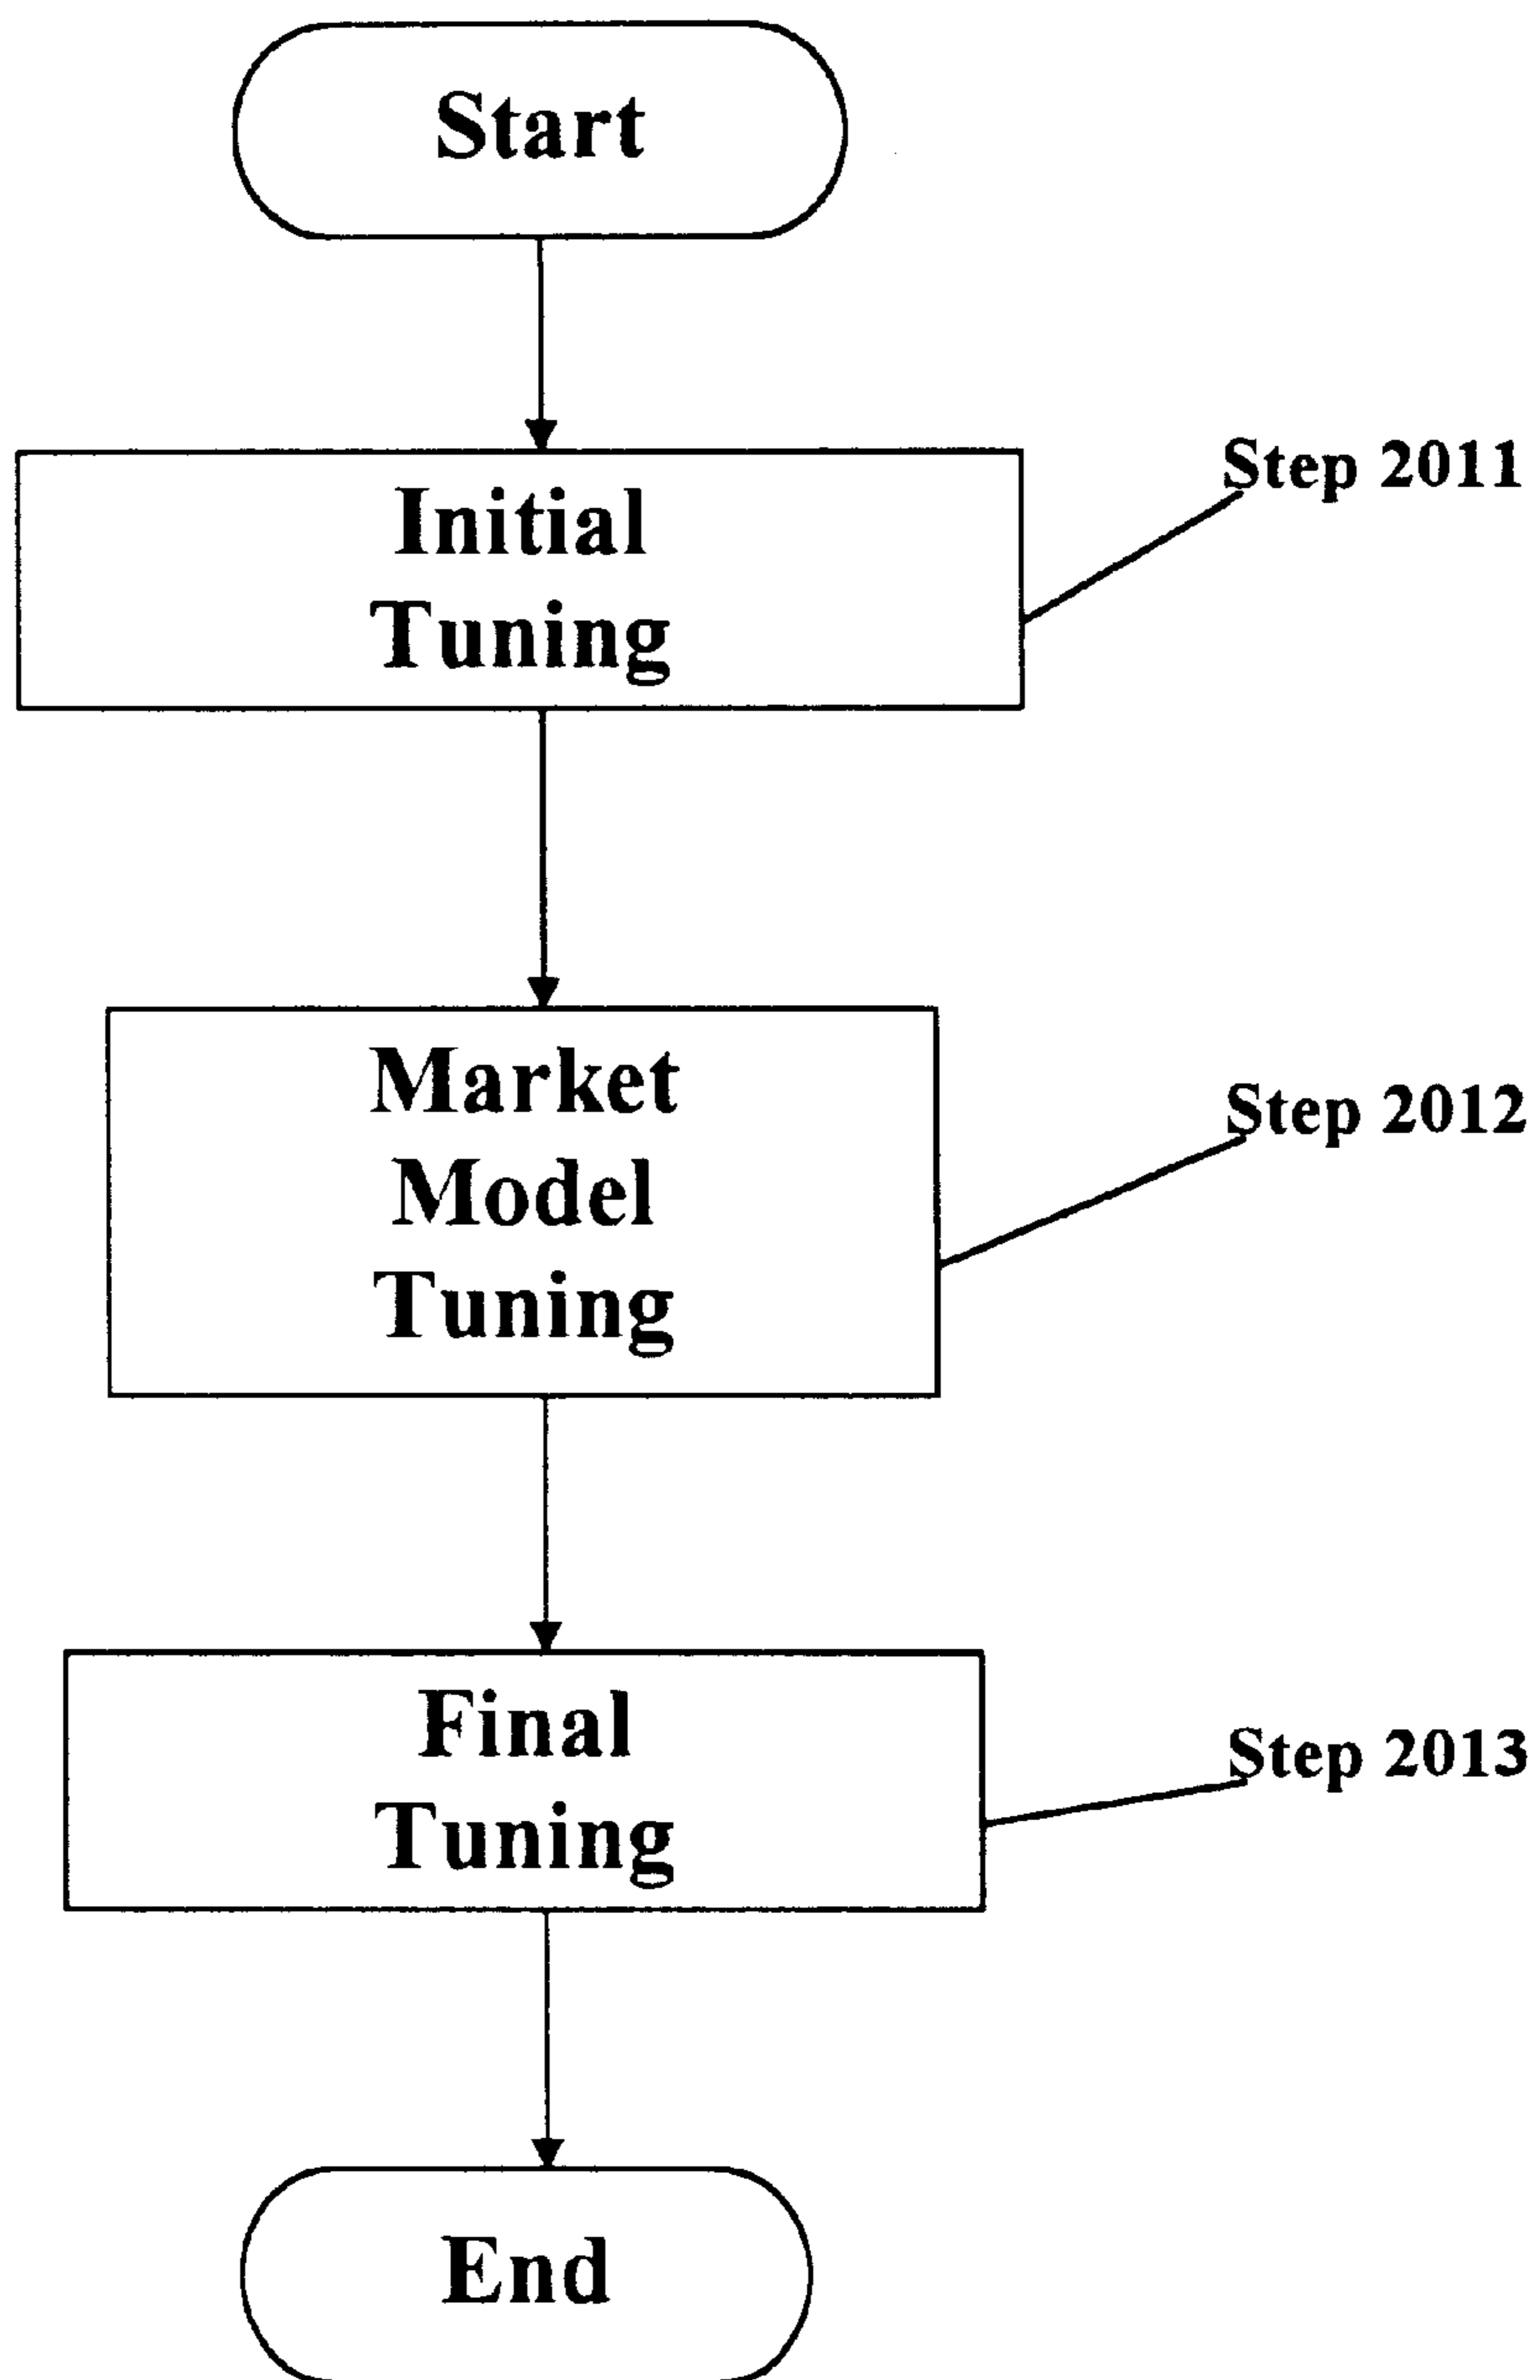 Start
Initial
Tuning
Step 2011
Market
Model
Tuning
Step 2012
Final
Tuning
Step 2013
End